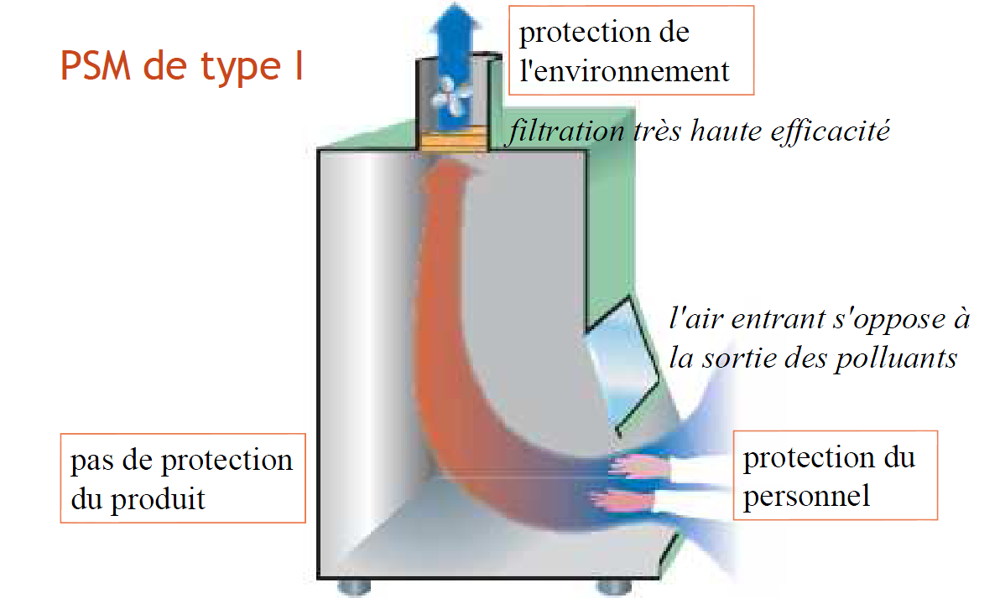 PSM de type I
protection de
l'environnement
filtration très haute efficacité
l'air entrant s'oppose à
la sortie des polluants
pas de protection
du produit
protection du
personnel